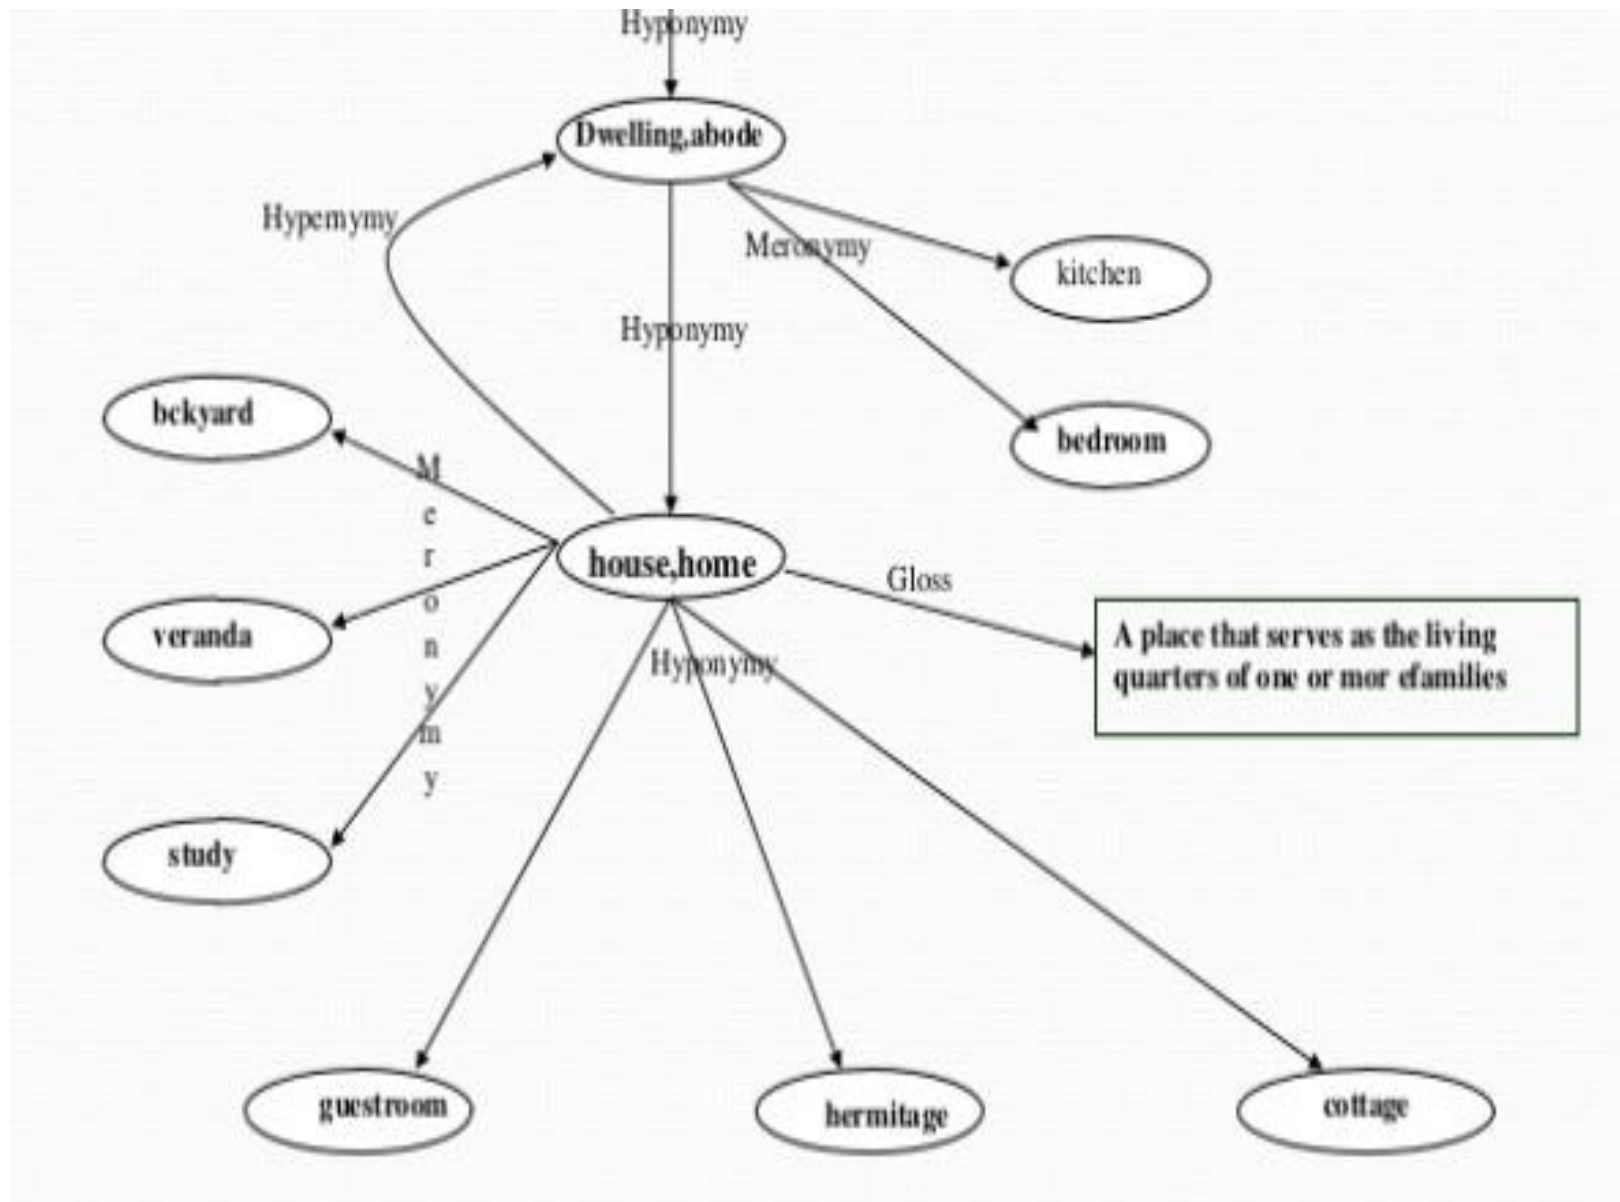 Hyponymy
Dwelling,abode
Hypernymy
Meronymy
kitchen
Hyponymy
bckyard
bedroom
Meronymy
house,home
Gloss
A place that serves as the living
quarters of one or mor efamilies
veranda
Hyponymy
study
guestroom
hermitage
cottage